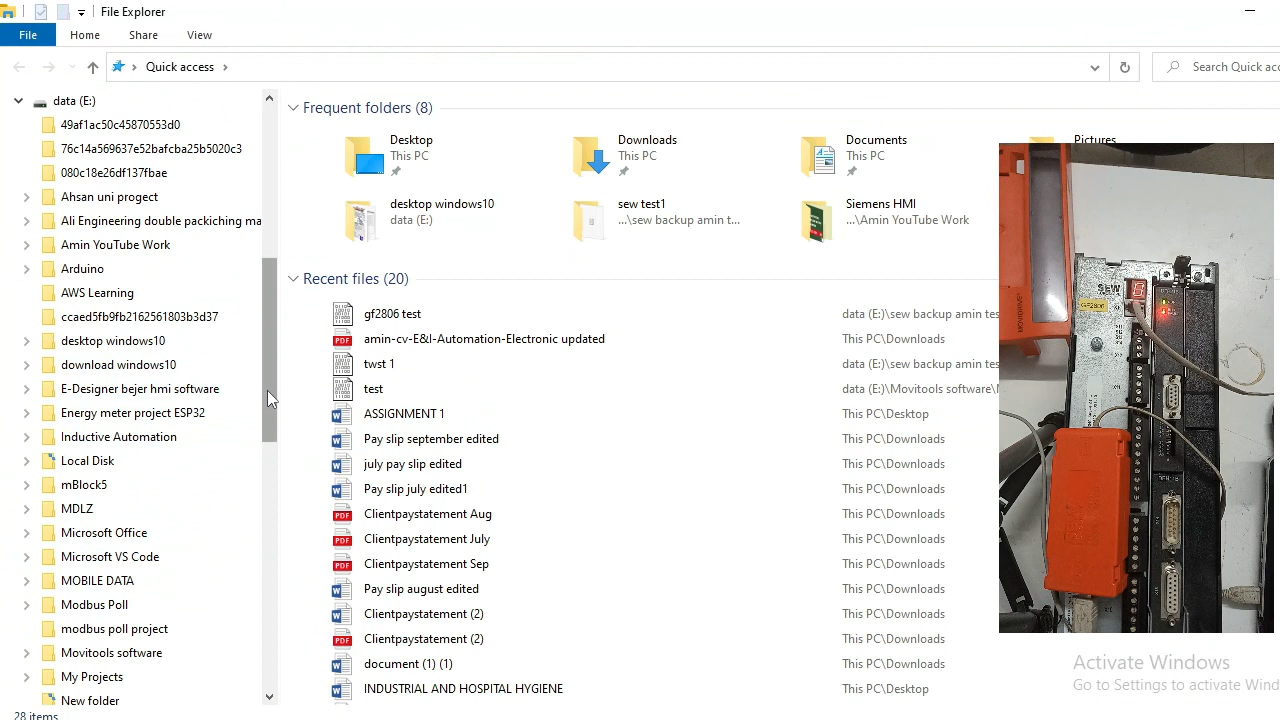 File Explorer
File Home Share View
Quick access
Search Quick acc
data (E:)
49af1ac50c45870553d0
76c14a569637e52bafcba25b5020c3
080c18e26df137fbae
Ahsan uni progect
Ali Engineering double packiching ma
Amin YouTube Work
Arduino
AWS Learning
ccaed5fb9fb2162561803b3d37
desktop windows10
download windows10
E-Designer bejer hmi software
Energy meter project ESP32
Inactive Automation
Local Disk
mBlock5
MDLZ
Microsoft Office
Microsoft VS Code
MOBILE DATA
Modbus Poll
modbus poll project
Movitools software
My Projects
New folder
28 items
Frequent folders (8)
Desktop
This PC
Downloads
This PC
Documents
This PC
Pictures
desktop windows10
data (E:)
sew test1
...\sew backup amin t...
Siemens HMI
...\Amin YouTube Work
Recent files (20)
gf2806 test data (E:)\sew backup amin tes
amin-cv-E&I-Automation-Electronic updated This PC\Downloads
twst 1 data (E:)\sew backup amin tes
test data (E:)\Movitools software\M
ASSIGNMENT 1 This PC\Desktop
Pay slip september edited This PC\Downloads
july pay slip edited This PC\Downloads
Pay slip july edited1 This PC\Downloads
Clientpaystatement Aug This PC\Downloads
Clientpaystatement July This PC\Downloads
Clientpaystatement Sep This PC\Downloads
Pay slip august edited This PC\Downloads
Clientpaystatement (2) This PC\Downloads
Clientpaystatement (2) This PC\Downloads
document (1) (1) This PC\Downloads
INDUSTRIAL AND HOSPITAL HYGIENE This PC\Desktop
SEW
GF2806
MOVIDRIVE
Activate Windows
Go to Settings to activate Wind